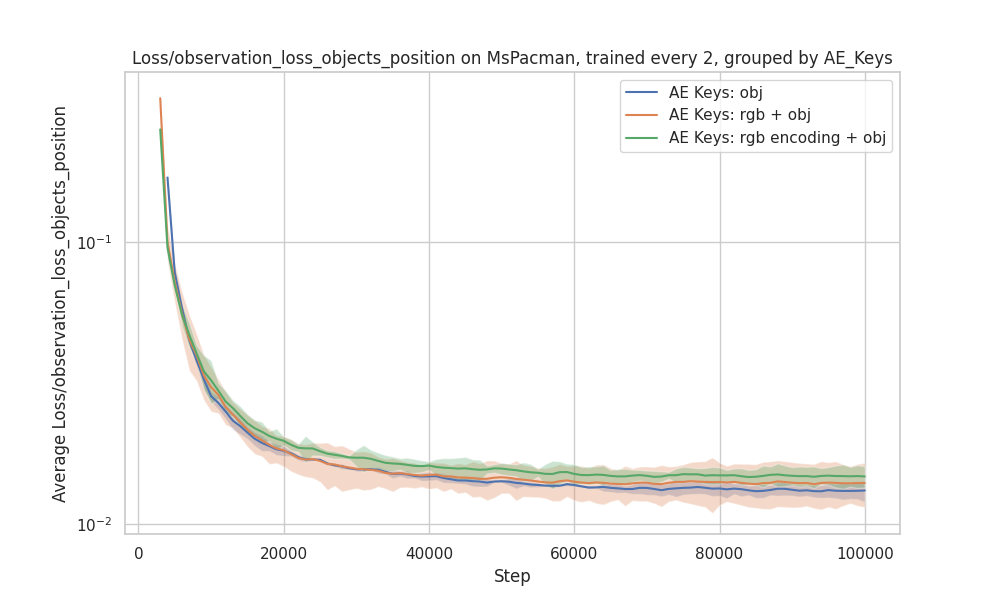 Loss/observation_loss_objects_position on MsPacman, trained every 2, grouped by AE_Keys
AE Keys: obj
AE Keys: rgb + obj
AE Keys: rgb encoding + obj
Average Loss/observation_loss_objects_position
10⁻¹
10⁻²
0
20000
40000
60000
80000
100000
Step